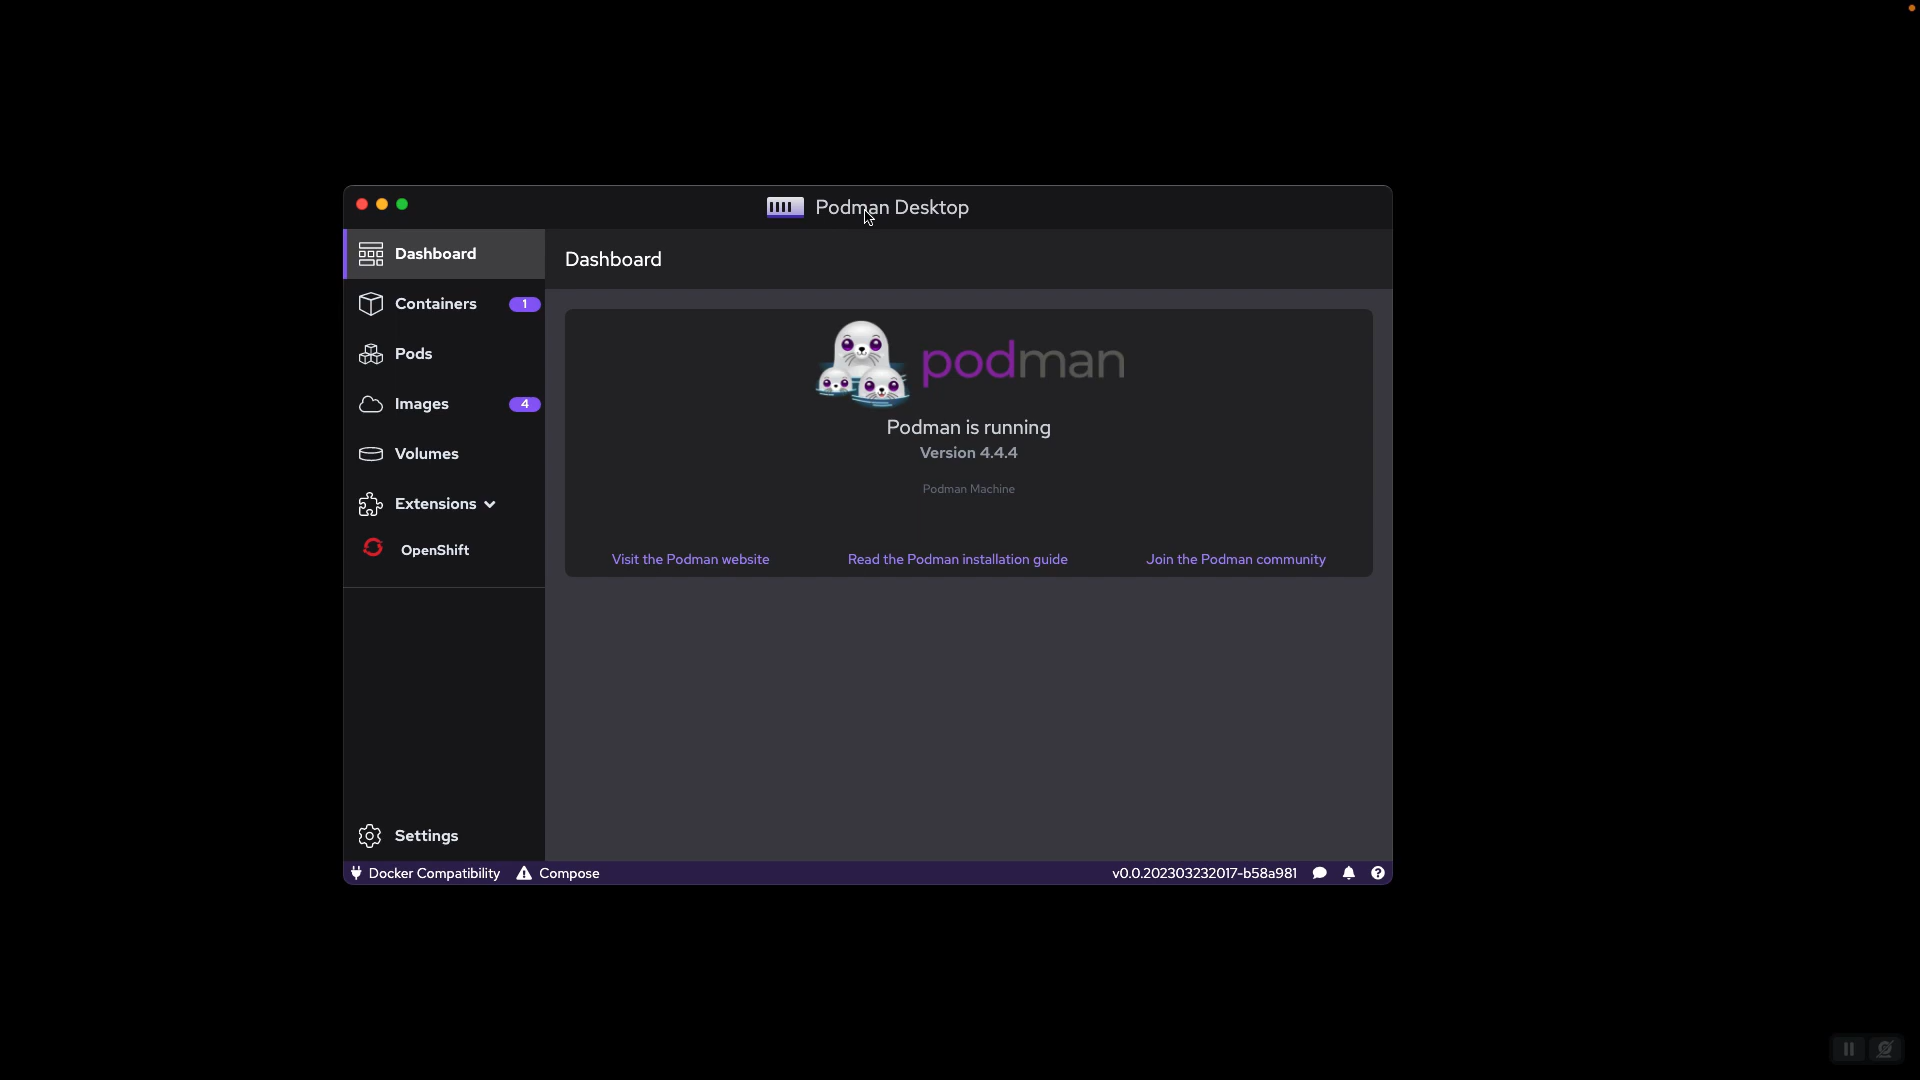 Podman Desktop
Dashboard
Containers 1
Pods
Images 4
Volumes
Extensions
OpenShift
Settings
Dashboard
podman
Podman is running
Version 4.4.4
Podman Machine
Visit the Podman website
Read the Podman installation guide
Join the Podman community
Docker Compatibility
Compose
v0.0.202303232017-b58a981